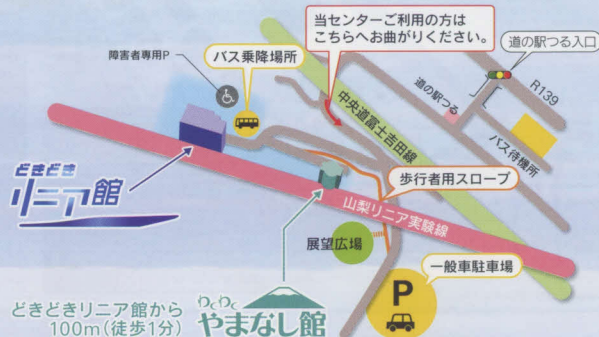 当センターご利用の方は
こちらへお曲がりください。
道の駅つる入口
障害者専用P
バス乗降場所
R139
中央道富士吉田線
道の駅つる
バス待機所
どきどき
リニア館
歩行者用スロープ
山梨リニア実験線
展望広場
一般車駐車場
P
どきどきリニア館から
100m(徒歩1分)
わくわく
やまなし館